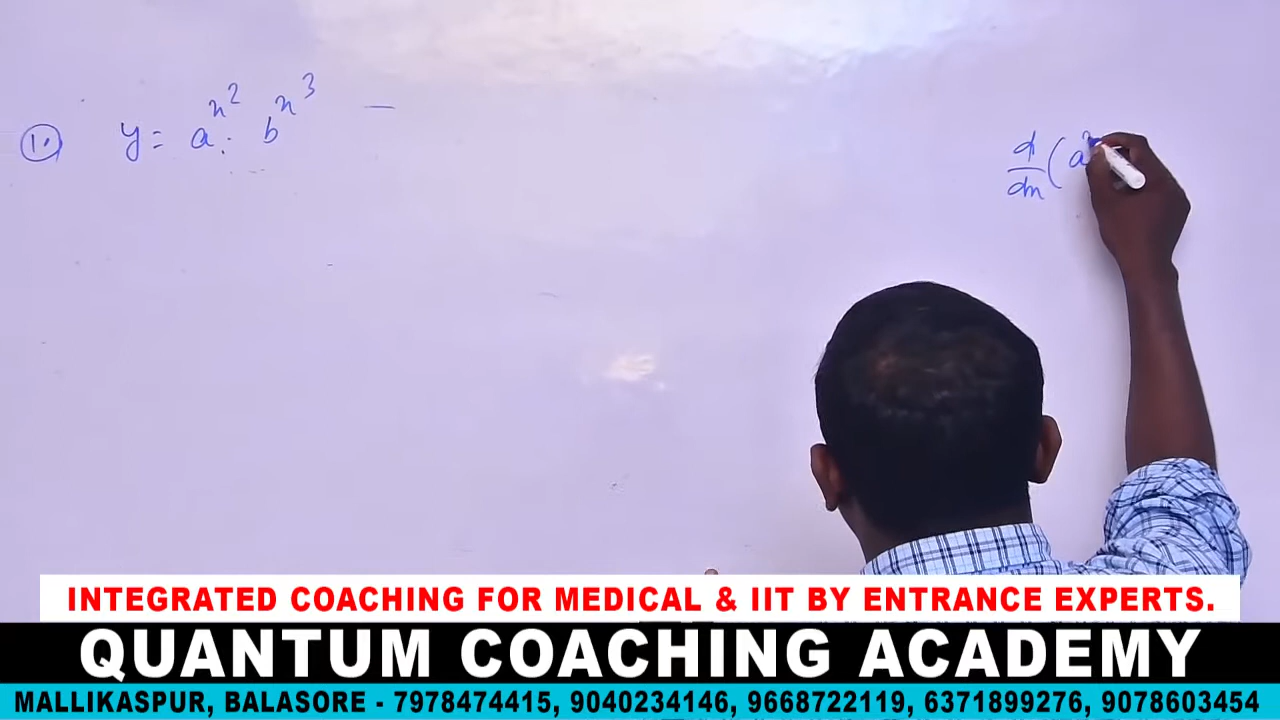 10 y = a^x^2 . b^x^3 —
d/dx ( a^x
INTEGRATED COACHING FOR MEDICAL & IIT BY ENTRANCE EXPERTS.
QUANTUM COACHING ACADEMY
MALLIKASPUR, BALASORE - 7978474415, 9040234146, 9668722119, 6371899276, 9078603454